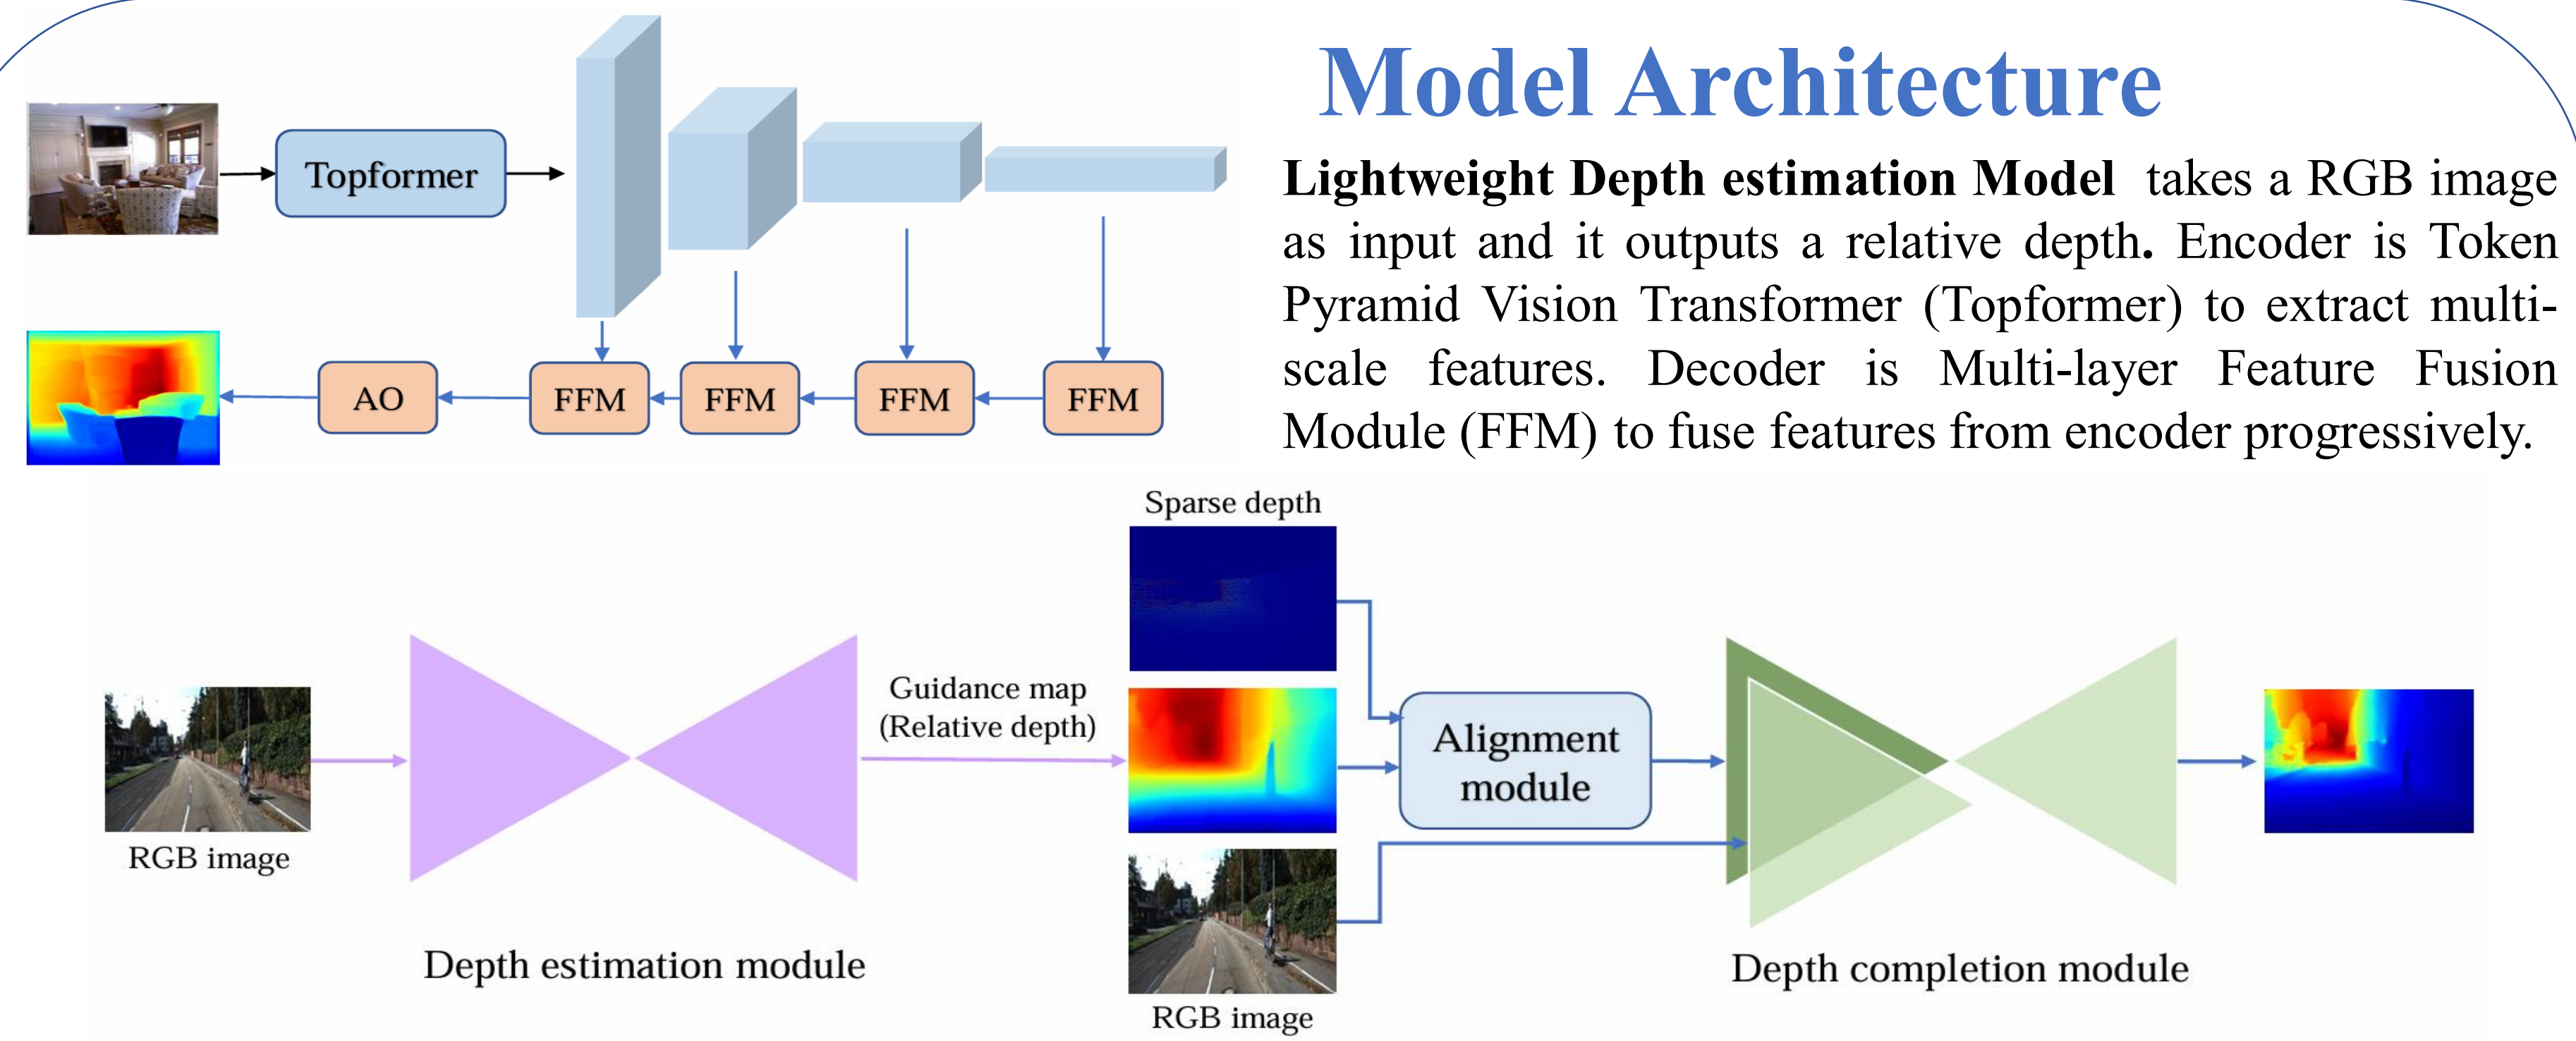 Model Architecture
Topformer
AO
FFM
FFM
FFM
FFM
Lightweight Depth estimation Model takes a RGB image
as input and it outputs a relative depth. Encoder is Token
Pyramid Vision Transformer (Topformer) to extract multi-
scale features. Decoder is Multi-layer Feature Fusion
Module (FFM) to fuse features from encoder progressively.
Sparse depth
Guidance map
(Relative depth)
Alignment
module
RGB image
Depth estimation module
RGB image
Depth completion module